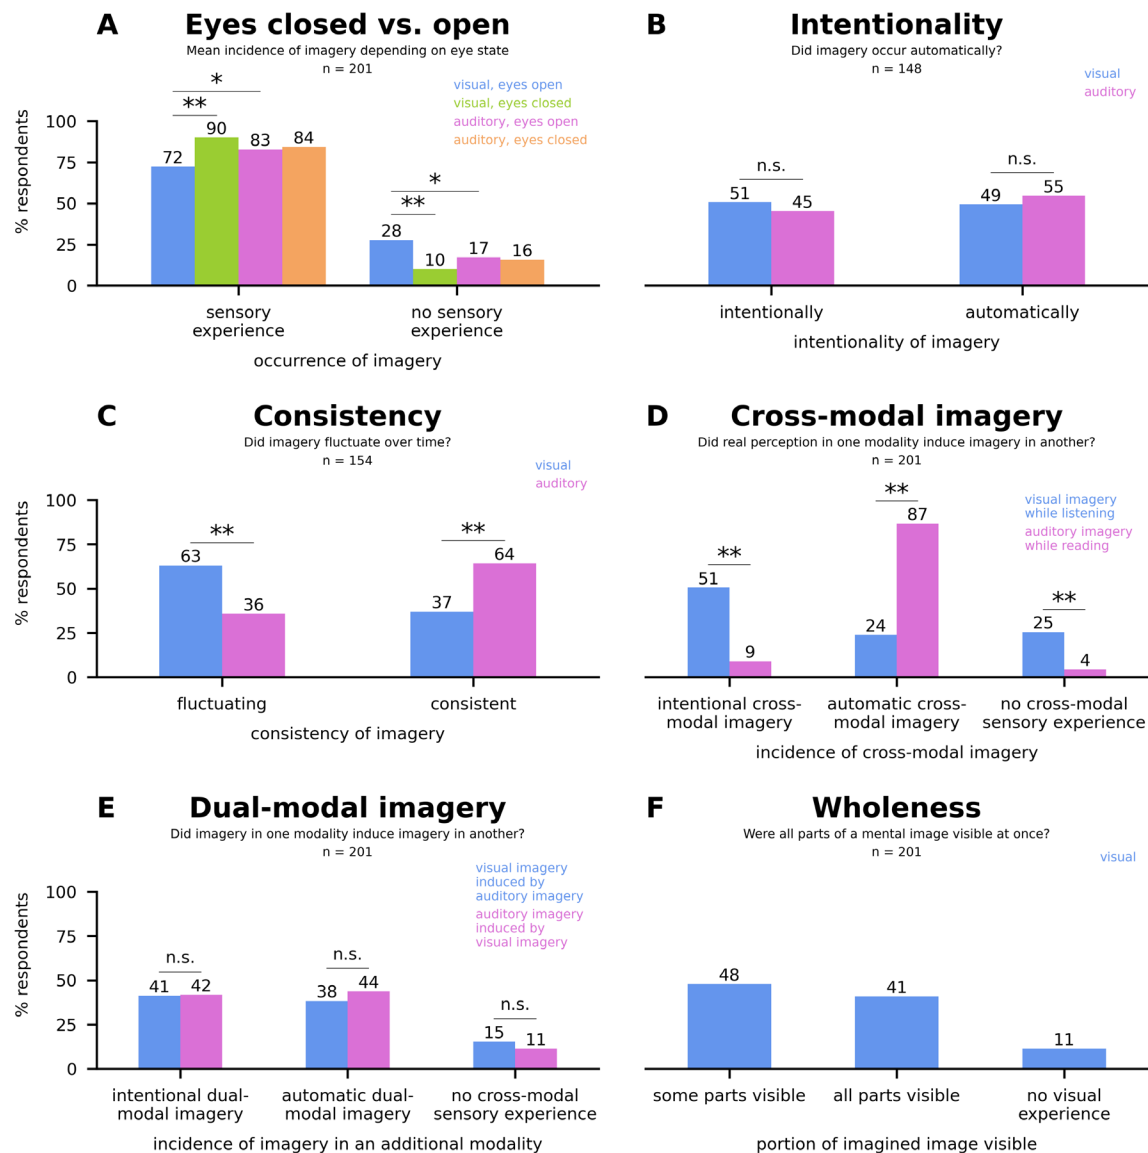 A Eyes closed vs. open
Mean incidence of imagery depending on eye state
n = 201
visual, eyes open
visual, eyes closed
auditory, eyes open
auditory, eyes closed
*
**
*
**
% respondents
100
75
50
25
0
72
90
83
84
28
10
17
16
sensory
experience
no sensory
experience
occurrence of imagery
B Intentionality
Did imagery occur automatically?
n = 148
visual
auditory
n.s.
n.s.
51
45
49
55
intentionally
automatically
intentionality of imagery
C Consistency
Did imagery fluctuate over time?
n = 154
visual
auditory
**
**
% respondents
100
75
50
25
0
63
36
37
64
fluctuating
consistent
consistency of imagery
D Cross-modal imagery
Did real perception in one modality induce imagery in another?
n = 201
visual imagery
while listening
auditory imagery
while reading
**
**
**
51
9
24
87
25
4
intentional cross-
modal imagery
automatic cross-
modal imagery
no cross-modal
sensory experience
incidence of cross-modal imagery
E Dual-modal imagery
Did imagery in one modality induce imagery in another?
n = 201
visual imagery
induced by
auditory imagery
auditory imagery
induced by
visual imagery
n.s.
n.s.
n.s.
% respondents
100
75
50
25
0
41
42
38
44
15
11
intentional dual-
modal imagery
automatic dual-
modal imagery
no cross-modal
sensory experience
incidence of imagery in an additional modality
F Wholeness
Were all parts of a mental image visible at once?
n = 201
visual
48
41
11
some parts visible
all parts visible
no visual
experience
portion of imagined image visible